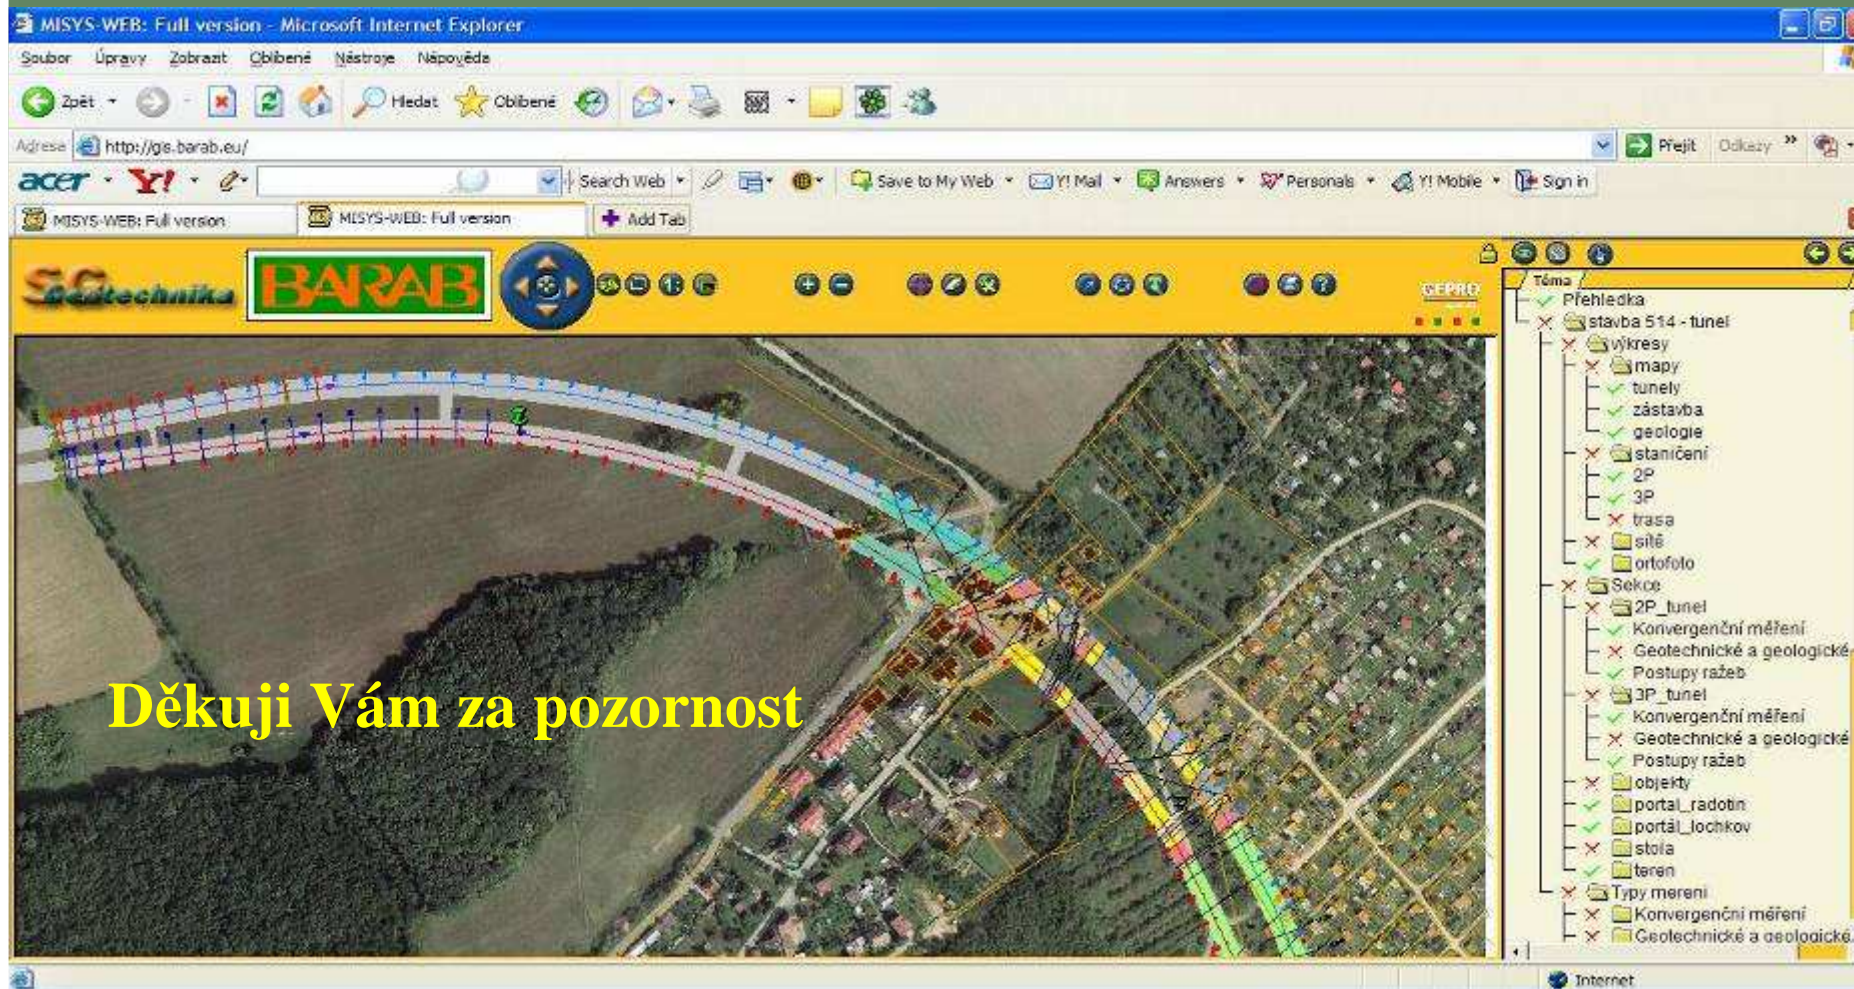 MISYS-WEB: Full version - Microsoft Internet Explorer
Soubor Úpravy Zobrazit Oblíbené Nástroje Nápověda
Zpět Hledat Oblíbené
Adresa http://gis.barab.eu/ Přejít Odkazy »
acer Y! Search Web Save to My Web Y! Mail Answers Personals Y! Mobile Sign in
MISYS-WEB: Full version MISYS-WEB: Full version Add Tab
SG Geotechnika BARAB GEPRO
Téma
Přehledka
stavba 514 - tunel
výkresy
mapy
tunely
zástavba
geologie
staničení
2P
3P
trasa
sítě
ortofoto
Sekce
2P_tunel
Konvergenční měření
Geotechnické a geologické
Postupy ražeb
3P_tunel
Konvergenční měření
Geotechnické a geologické
Postupy ražeb
objekty
portal_radotin
portál_lochkov
stola
teren
Typy mereni
Konvergenční měření
Geotechnické a geologické
Děkuji Vám za pozornost
Internet